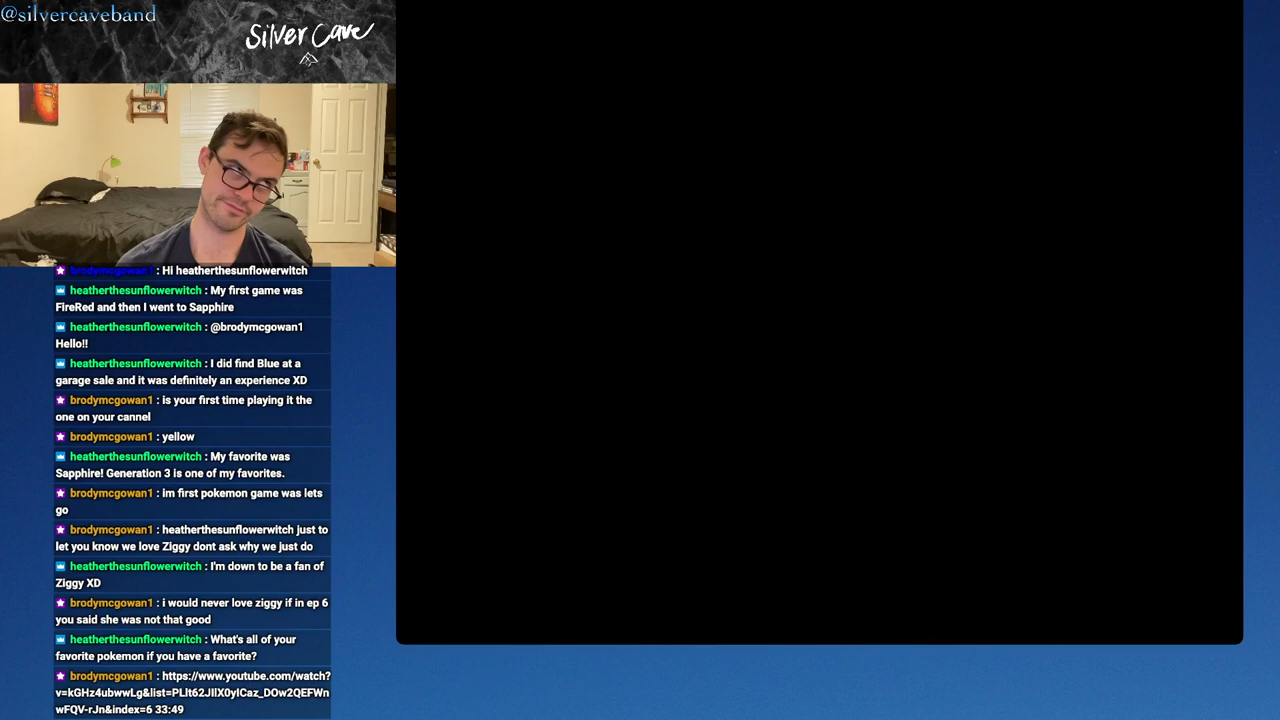 @silvercaveband
Silver Cave
brodymcgowan1 : Hi heatherthesunflowerwitch
heatherthesunflowerwitch : My first game was
FireRed and then I went to Sapphire
heatherthesunflowerwitch : @brodymcgowan1
Hello!!
heatherthesunflowerwitch : I did find Blue at a
garage sale and it was definitely an experience XD
brodymcgowan1 : is your first time playing it the
one on your cannel
brodymcgowan1 : yellow
heatherthesunflowerwitch : My favorite was
Sapphire! Generation 3 is one of my favorites.
brodymcgowan1 : im first pokemon game was lets
go
brodymcgowan1 : heatherthesunflowerwitch just to
let you know we love Ziggy dont ask why we just do
heatherthesunflowerwitch : I'm down to be a fan of
Ziggy XD
brodymcgowan1 : i would never love ziggy if in ep 6
you said she was not that good
heatherthesunflowerwitch : What's all of your
favorite pokemon if you have a favorite?
brodymcgowan1 : https://www.youtube.com/watch?
v=kGHz4ubwwLg&list=PLlt62JIlX0yICaz_DOw2QEFWn
wFQV-rJn&index=6 33:49